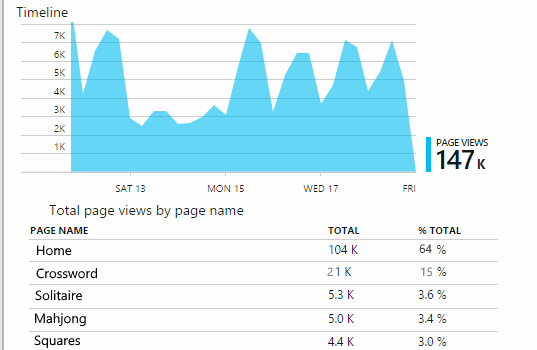 Timeline
7K
6K
5K
4K
3K
2K
1K
PAGE VIEWS
147 K
SAT 13 MON 15 WED 17 FRI
Total page views by page name
PAGE NAME TOTAL % TOTAL
Home 104 K 64 %
Crossword 21 K 15 %
Solitaire 5.3 K 3.6 %
Mahjong 5.0 K 3.4 %
Squares 4.4 K 3.0 %